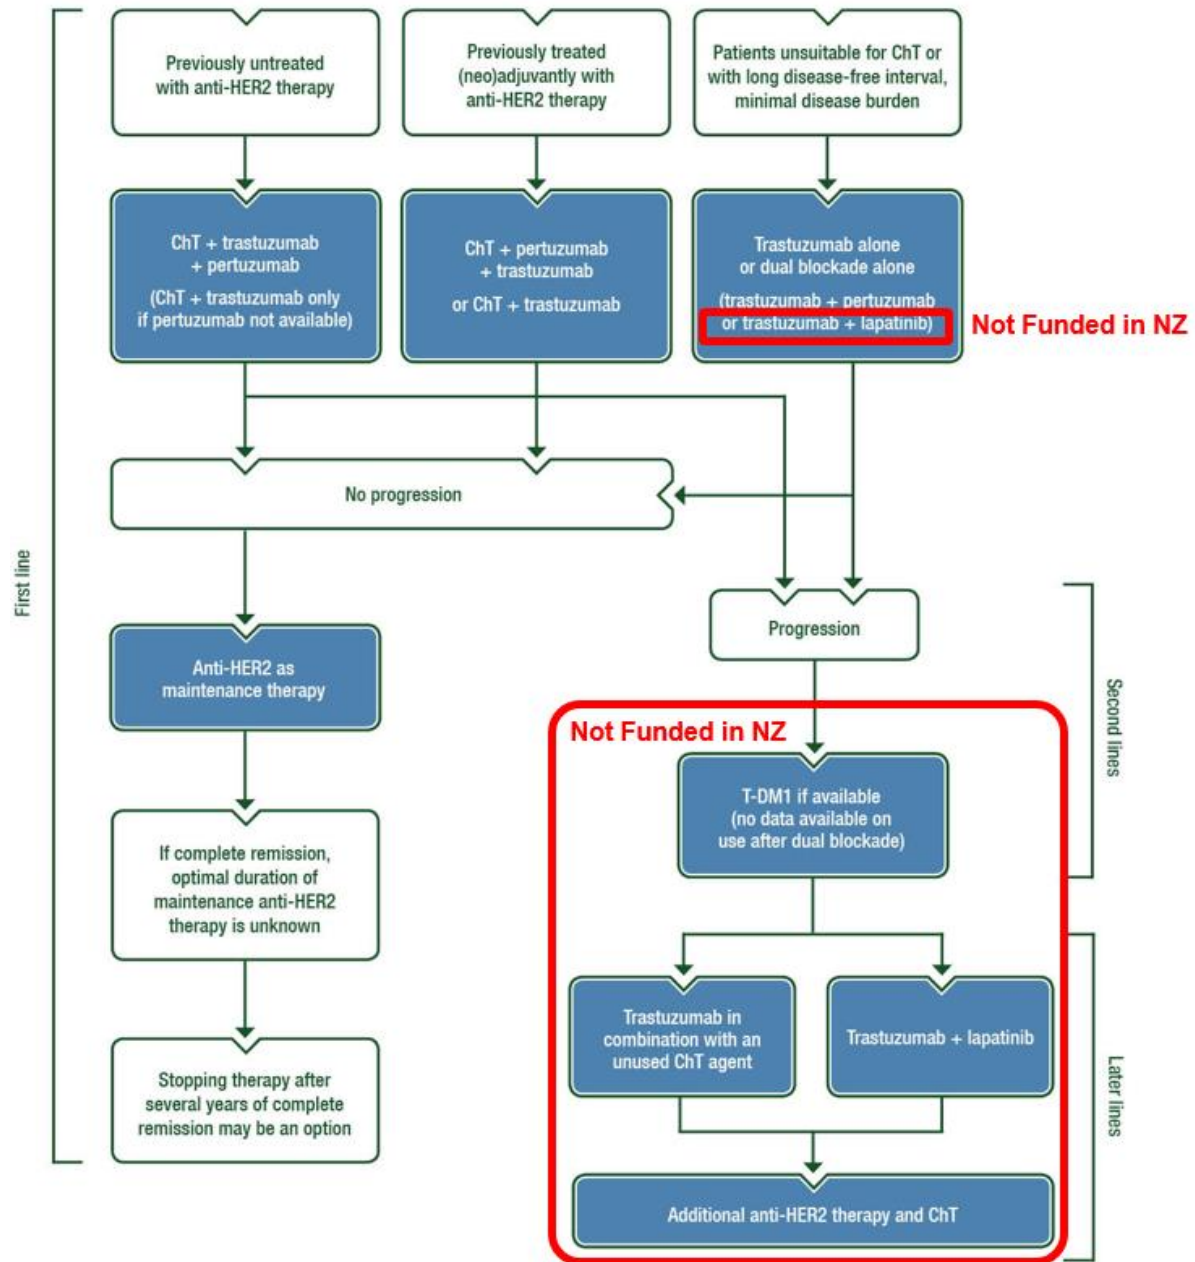 Previously untreated
with anti-HER2 therapy
Previously treated
(neo)adjuvantly with
anti-HER2 therapy
Patients unsuitable for ChT or
with long disease-free interval,
minimal disease burden
ChT + trastuzumab
+ pertuzumab
(ChT + trastuzumab only
if pertuzumab not available)
ChT + pertuzumab
+ trastuzumab
or ChT + trastuzumab
Trastuzumab alone
or dual blockade alone
(trastuzumab + pertuzumab
or trastuzumab + lapatinib)
Not Funded in NZ
No progression
First line
Progression
Anti-HER2 as
maintenance therapy
Second lines
Not Funded in NZ
T-DM1 if available
(no data available on
use after dual blockade)
If complete remission,
optimal duration of
maintenance anti-HER2
therapy is unknown
Trastuzumab in
combination with an
unused ChT agent
Trastuzumab + lapatinib
Later lines
Stopping therapy after
several years of complete
remission may be an option
Additional anti-HER2 therapy and ChT